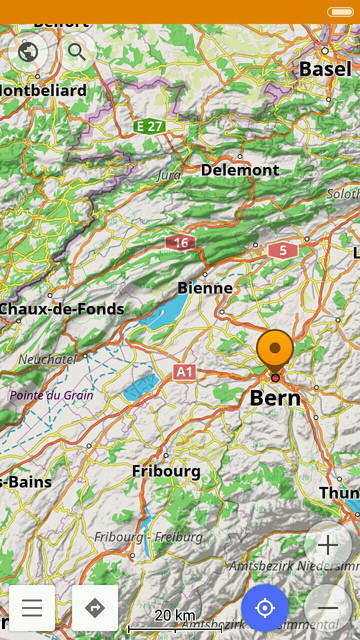 Belfort
Basel
Montbeliard
E 27
Jura
Delemont
Soloth
16
5
L
Bienne
Chaux-de-Fonds
Neuchatel
A1
Pointe du Grain
Bern
Fribourg
s-Bains
Thun
Fribourg - Freiburg
Amtsbezirk Niedersimm
20 km
Amtsbezirk Obersimmental